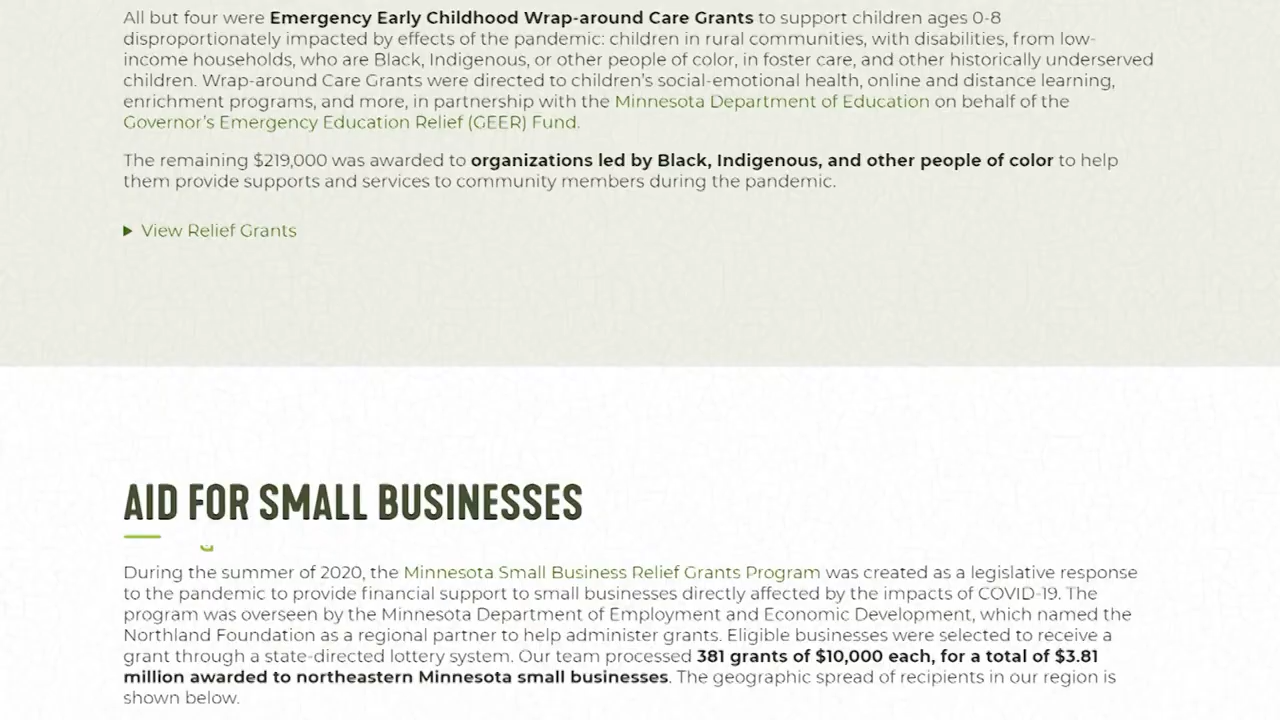 All but four were Emergency Early Childhood Wrap-around Care Grants to support children ages 0-8
disproportionately impacted by effects of the pandemic: children in rural communities, with disabilities, from low-
income households, who are Black, Indigenous, or other people of color, in foster care, and other historically underserved
children. Wrap-around Care Grants were directed to children's social-emotional health, online and distance learning,
enrichment programs, and more, in partnership with the Minnesota Department of Education on behalf of the
Governor's Emergency Education Relief (GEER) Fund.
The remaining $219,000 was awarded to organizations led by Black, Indigenous, and other people of color to help
them provide supports and services to community members during the pandemic.
View Relief Grants
AID FOR SMALL BUSINESSES
During the summer of 2020, the Minnesota Small Business Relief Grants Program was created as a legislative response
to the pandemic to provide financial support to small businesses directly affected by the impacts of COVID-19. The
program was overseen by the Minnesota Department of Employment and Economic Development, which named the
Northland Foundation as a regional partner to help administer grants. Eligible businesses were selected to receive a
grant through a state-directed lottery system. Our team processed 381 grants of $10,000 each, for a total of $3.81
million awarded to northeastern Minnesota small businesses. The geographic spread of recipients in our region is
shown below.